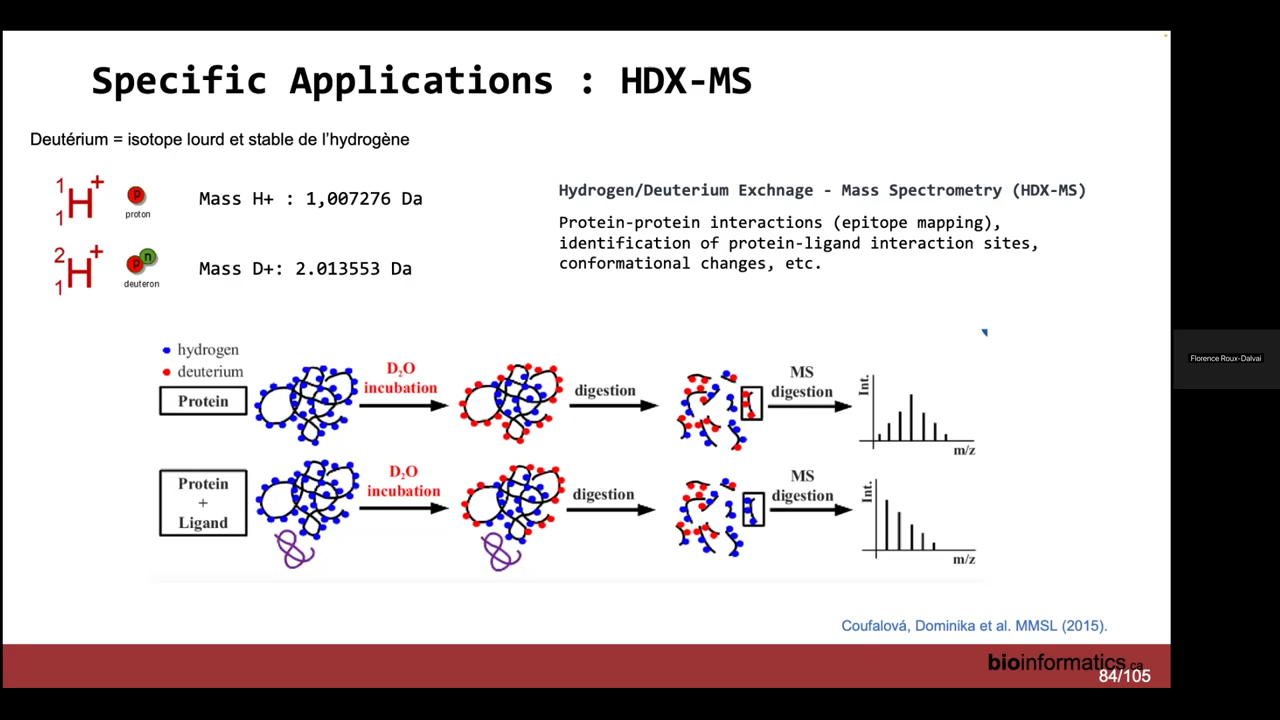 Specific Applications : HDX-MS
Deutérium = isotope lourd et stable de l'hydrogène
1
1 H +
p
proton
Mass H+ : 1,007276 Da
2
1 H +
p n
deuteron
Mass D+: 2.013553 Da
Hydrogen/Deuterium Exchnage - Mass Spectrometry (HDX-MS)
Protein-protein interactions (epitope mapping),
identification of protein-ligand interaction sites,
conformational changes, etc.
hydrogen
deuterium
Protein
D₂O
incubation
digestion
MS
digestion
Int.
m/z
Protein
+
Ligand
D₂O
incubation
digestion
MS
digestion
Int.
m/z
Florence Roux-Dalvai
Coufalová, Dominika et al. MMSL (2015).
bioinformatics.ca
84/105